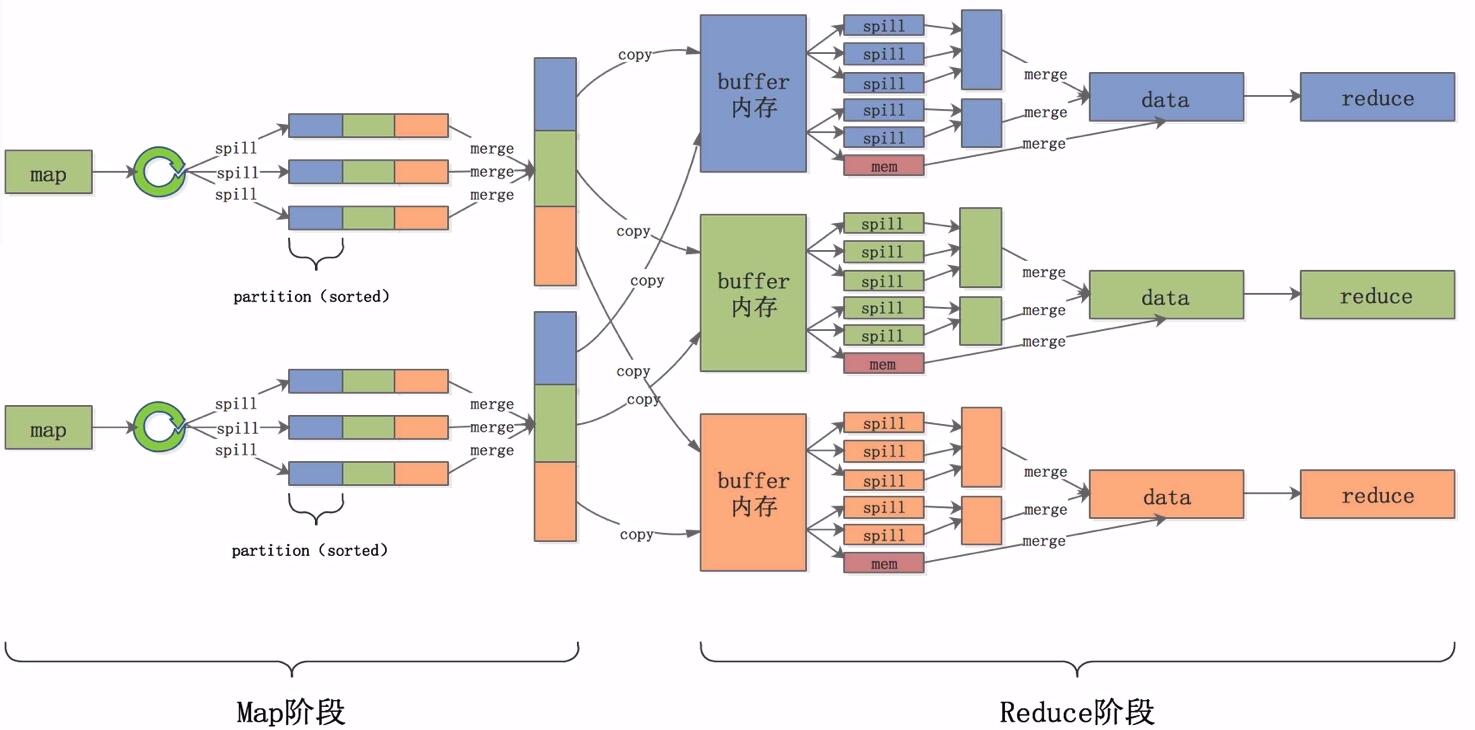 map
spill
spill
spill
merge
merge
merge
partition（sorted）
map
spill
spill
spill
merge
merge
merge
partition（sorted）
copy
copy
copy
copy
copy
copy
buffer
内存
spill
spill
spill
spill
spill
mem
merge
merge
merge
data
reduce
buffer
内存
spill
spill
spill
spill
spill
mem
merge
merge
merge
data
reduce
buffer
内存
spill
spill
spill
spill
spill
mem
merge
merge
merge
data
reduce
Map阶段
Reduce阶段